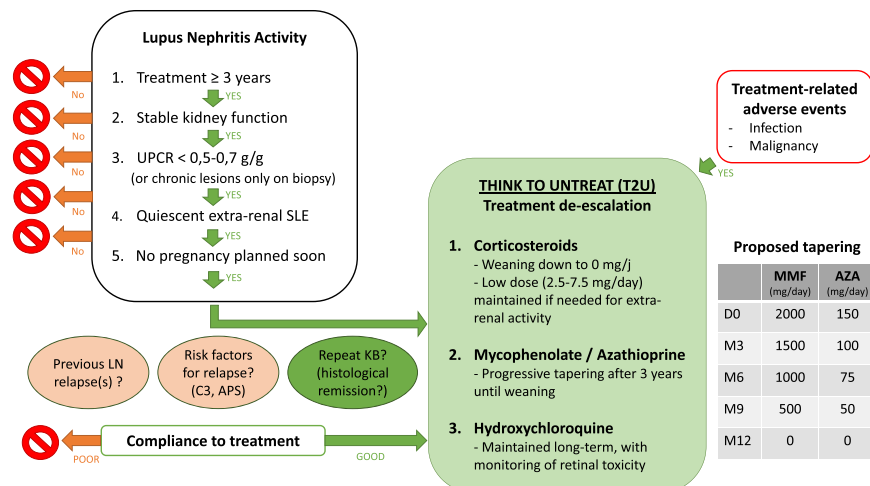 Lupus Nephritis Activity
1. Treatment ≥ 3 years
No
YES
2. Stable kidney function
No
YES
3. UPCR < 0,5-0,7 g/g
(or chronic lesions only on biopsy)
No
YES
4. Quiescent extra-renal SLE
No
YES
5. No pregnancy planned soon
No
YES
Previous LN
relapse(s) ?
Risk factors
for relapse?
(C3, APS)
Repeat KB?
(histological
remission?)
Compliance to treatment
POOR
GOOD
THINK TO UNTREAT (T2U)
Treatment de-escalation
1. Corticosteroids
- Weaning down to 0 mg/j
- Low dose (2.5-7.5 mg/day)
maintained if needed for extra-
renal activity
2. Mycophenolate / Azathioprine
- Progressive tapering after 3 years
until weaning
3. Hydroxychloroquine
- Maintained long-term, with
monitoring of retinal toxicity
Treatment-related
adverse events
- Infection
- Malignancy
YES
Proposed tapering
MMF AZA
(mg/day) (mg/day)
D0 2000 150
M3 1500 100
M6 1000 75
M9 500 50
M12 0 0